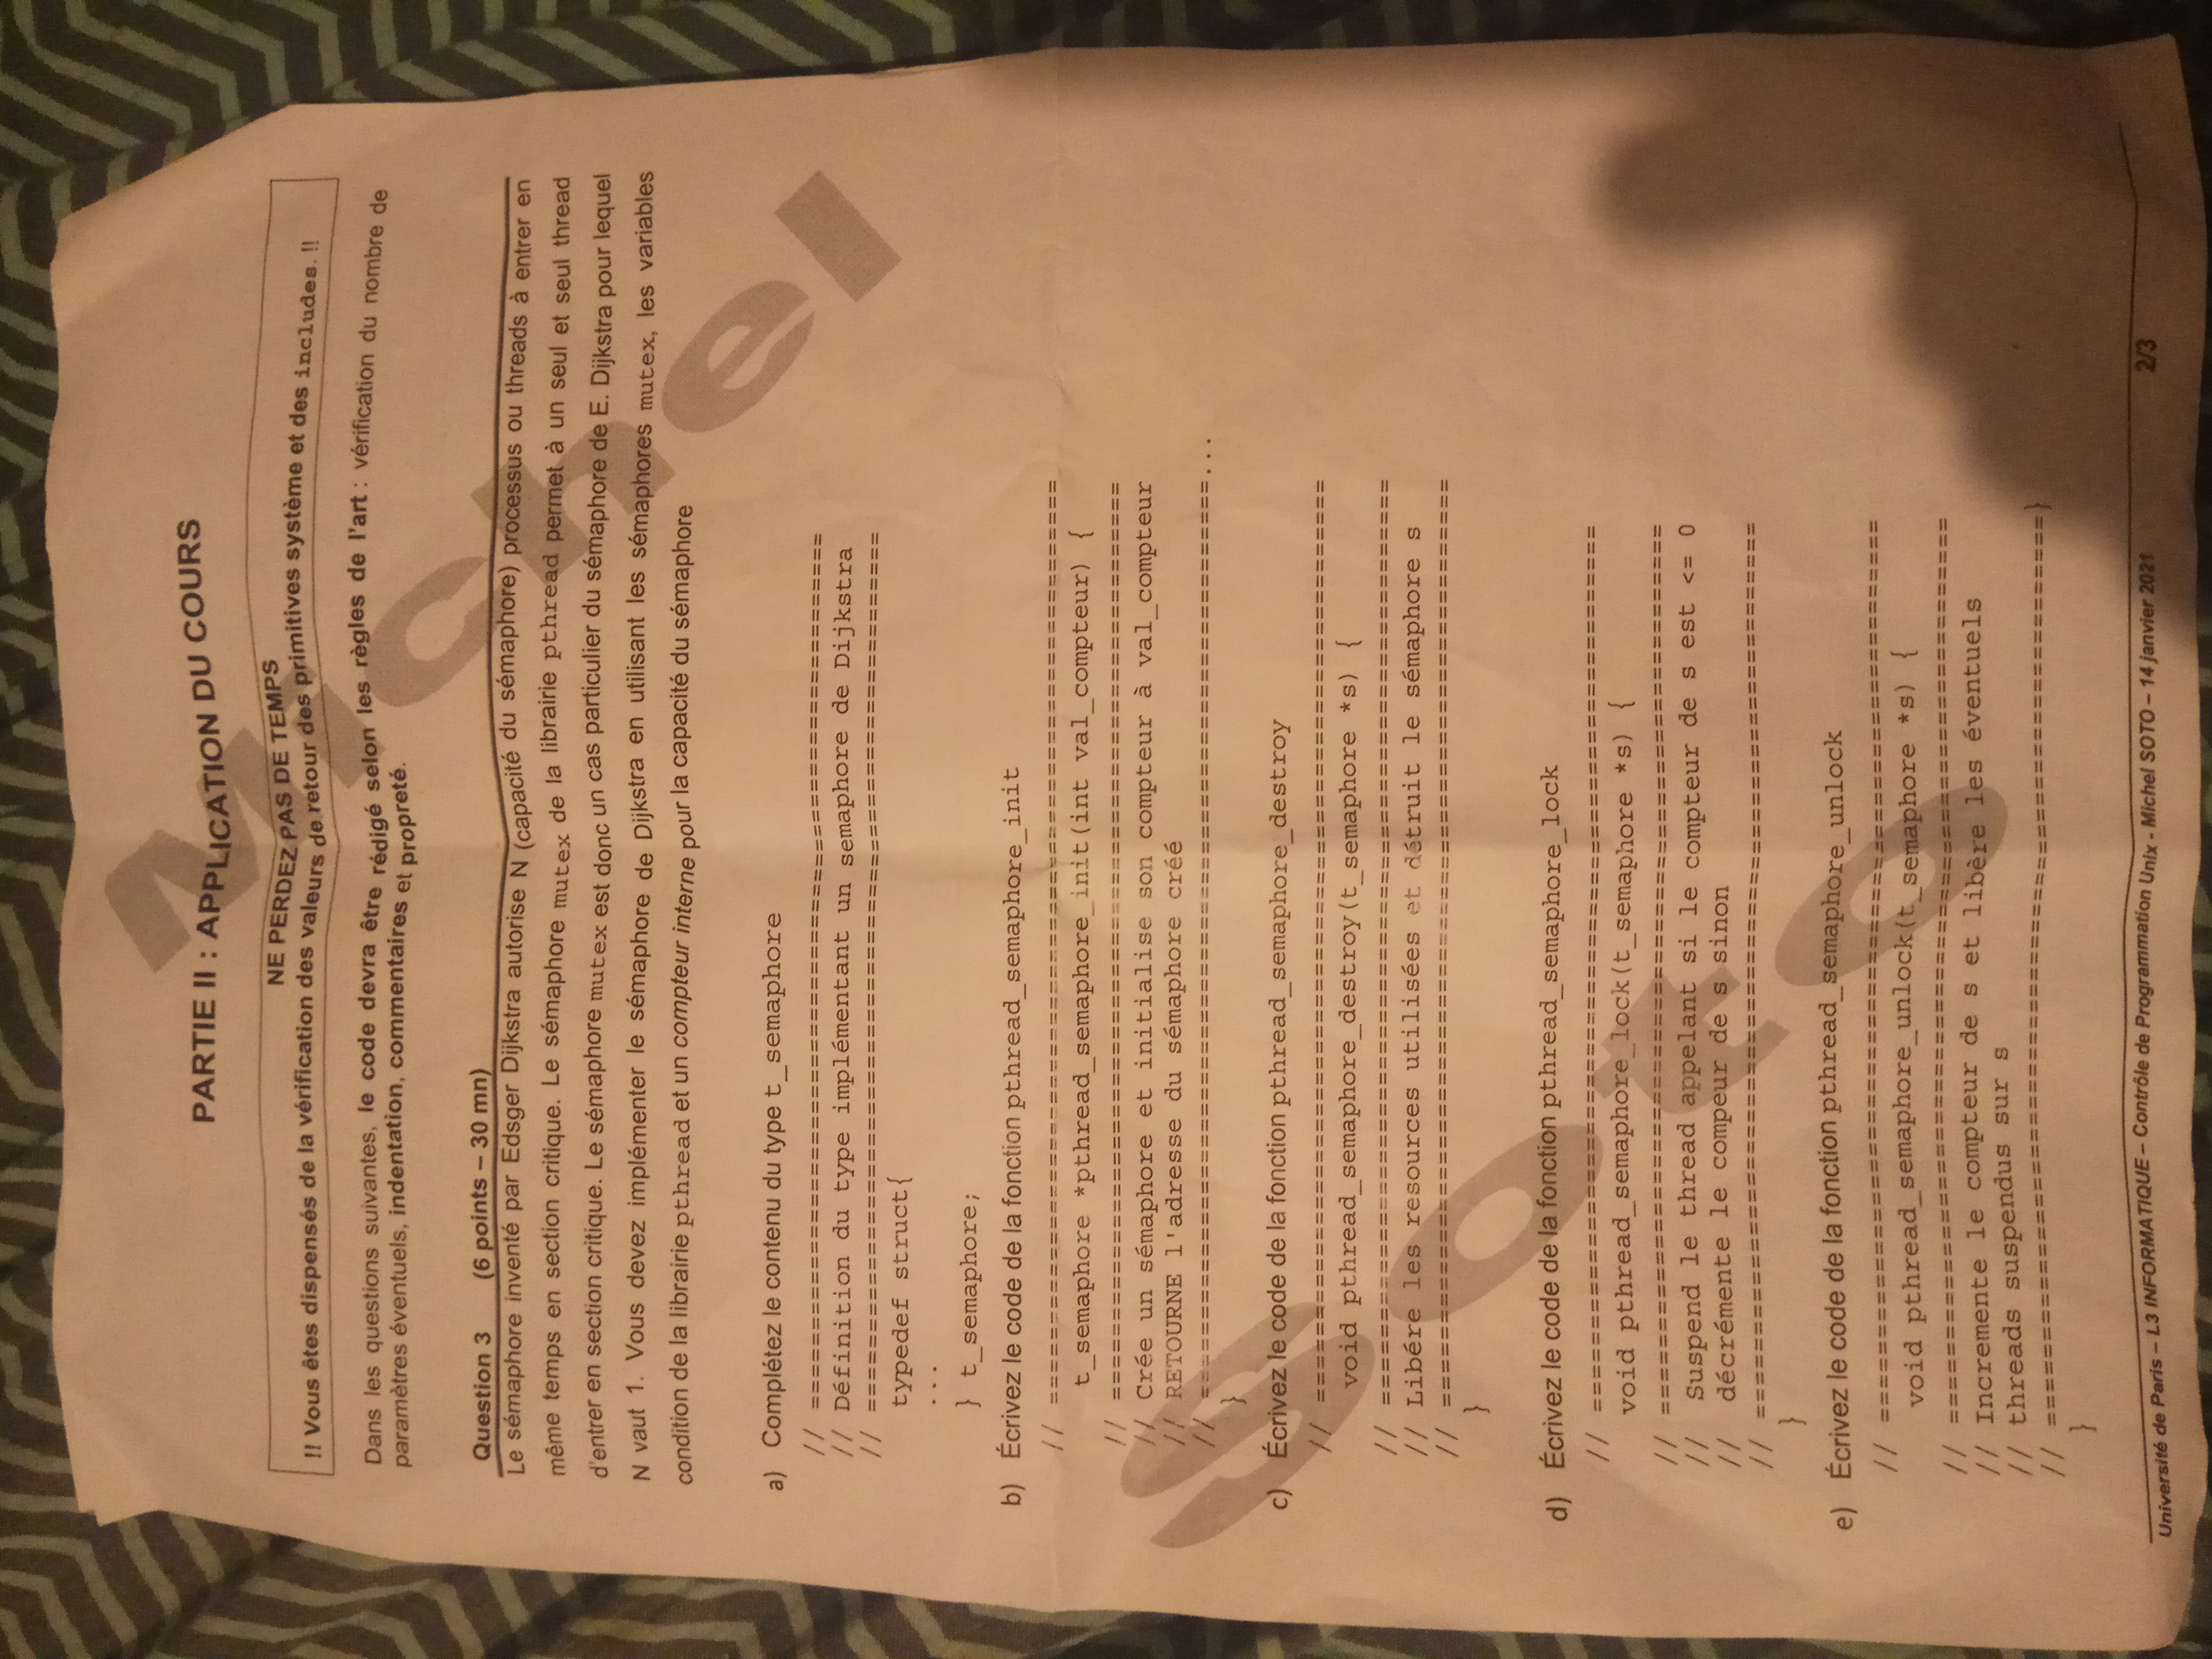 PARTIE II : APPLICATION DU COURS
NE PERDEZ PAS DE TEMPS
!! Vous êtes dispensés de la vérification des valeurs de retour des primitives système et des includes. !!
Dans les questions suivantes, le code devra être rédigé selon les règles de l'art : vérification du nombre de
paramètres éventuels, indentation, commentaires et propreté.
Question 3 (6 points – 30 mn)
Le sémaphore inventé par Edsger Dijkstra autorise N (capacité du sémaphore) processus ou threads à entrer en
même temps en section critique. Le sémaphore mutex de la librairie pthread permet à un seul et seul thread
d'entrer en section critique. Le sémaphore mutex est donc un cas particulier du sémaphore de E. Dijkstra pour lequel
N vaut 1. Vous devez implémenter le sémaphore de Dijkstra en utilisant les sémaphores mutex, les variables
condition de la librairie pthread et un compteur interne pour la capacité du sémaphore
a) Complétez le contenu du type t_semaphore
// =====================================================
// Définition du type implémentant un semaphore de Dijkstra
// =====================================================
typedef struct{
...
} t_semaphore;
b) Écrivez le code de la fonction pthread_semaphore_init
// =====================================================
t_semaphore *pthread_semaphore_init(int val_compteur) {
// =====================================================
// Crée un sémaphore et initialise son compteur à val_compteur
// RETOURNE l'adresse du sémaphore créé
// =====================================================...
}
c) Écrivez le code de la fonction pthread_semaphore_destroy
// =====================================================
void pthread_semaphore_destroy(t_semaphore *s) {
// =====================================================
// Libére les resources utilisées et détruit le sémaphore s
// =====================================================
}
d) Écrivez le code de la fonction pthread_semaphore_lock
// =====================================================
void pthread_semaphore_lock(t_semaphore *s) {
// =====================================================
// Suspend le thread appelant si le compteur de s est <= 0
// décrémente le compeur de s sinon
// =====================================================
}
e) Écrivez le code de la fonction pthread_semaphore_unlock
// =====================================================
void pthread_semaphore_unlock(t_semaphore *s) {
// =====================================================
// Incremente le compteur de s et libère les éventuels
// threads suspendus sur s
// =====================================================}
}
Université de Paris – L3 INFORMATIQUE – Contrôle de Programmation Unix - Michel SOTO – 14 janvier 2021 2/3
Michel
Soto